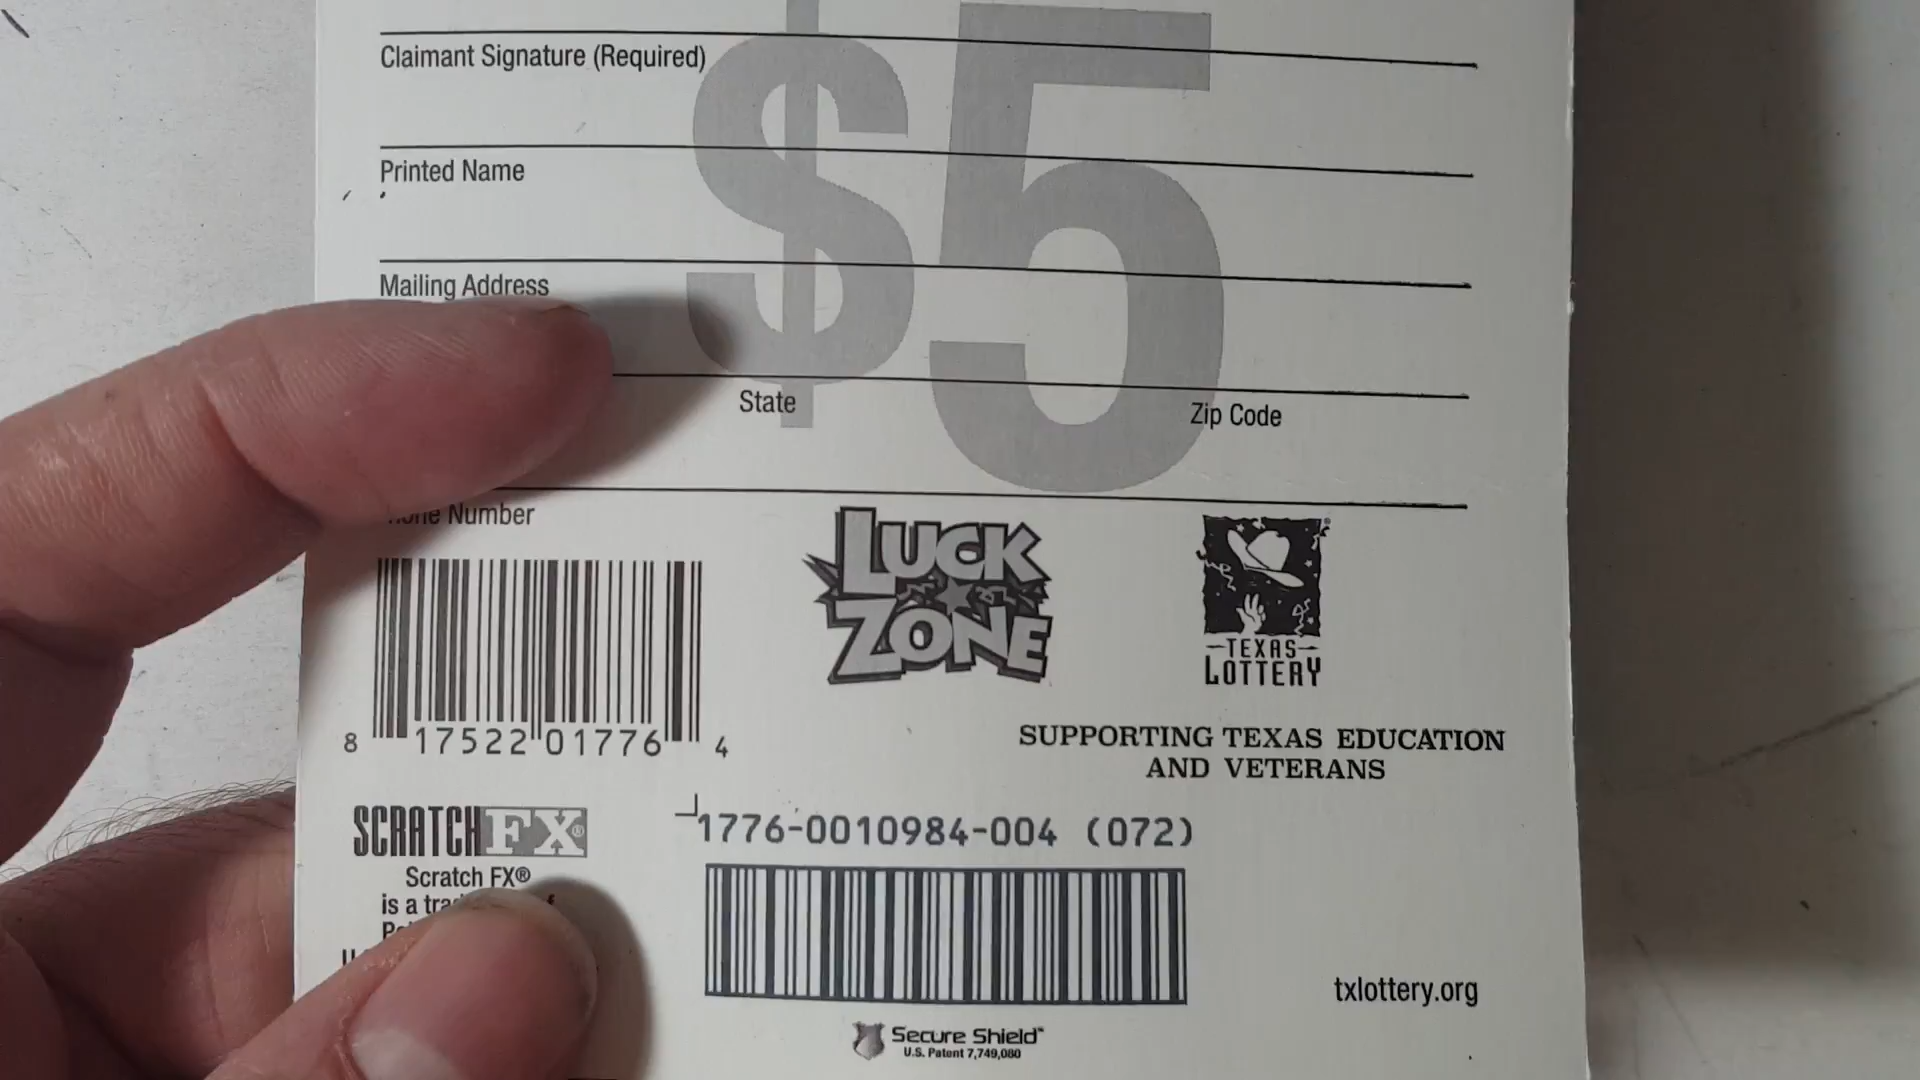 $5
Claimant Signature (Required)
Printed Name
Mailing Address
State Zip Code
Number
LUCK
ZONE
TEXAS
LOTTERY®
8 17522 01776 4
SUPPORTING TEXAS EDUCATION
AND VETERANS
SCRATCH FX®
1776-0010984-004 (072)
Scratch FX®
is a
txlottery.org
Secure Shield™
U.S. Patent 7,749,080